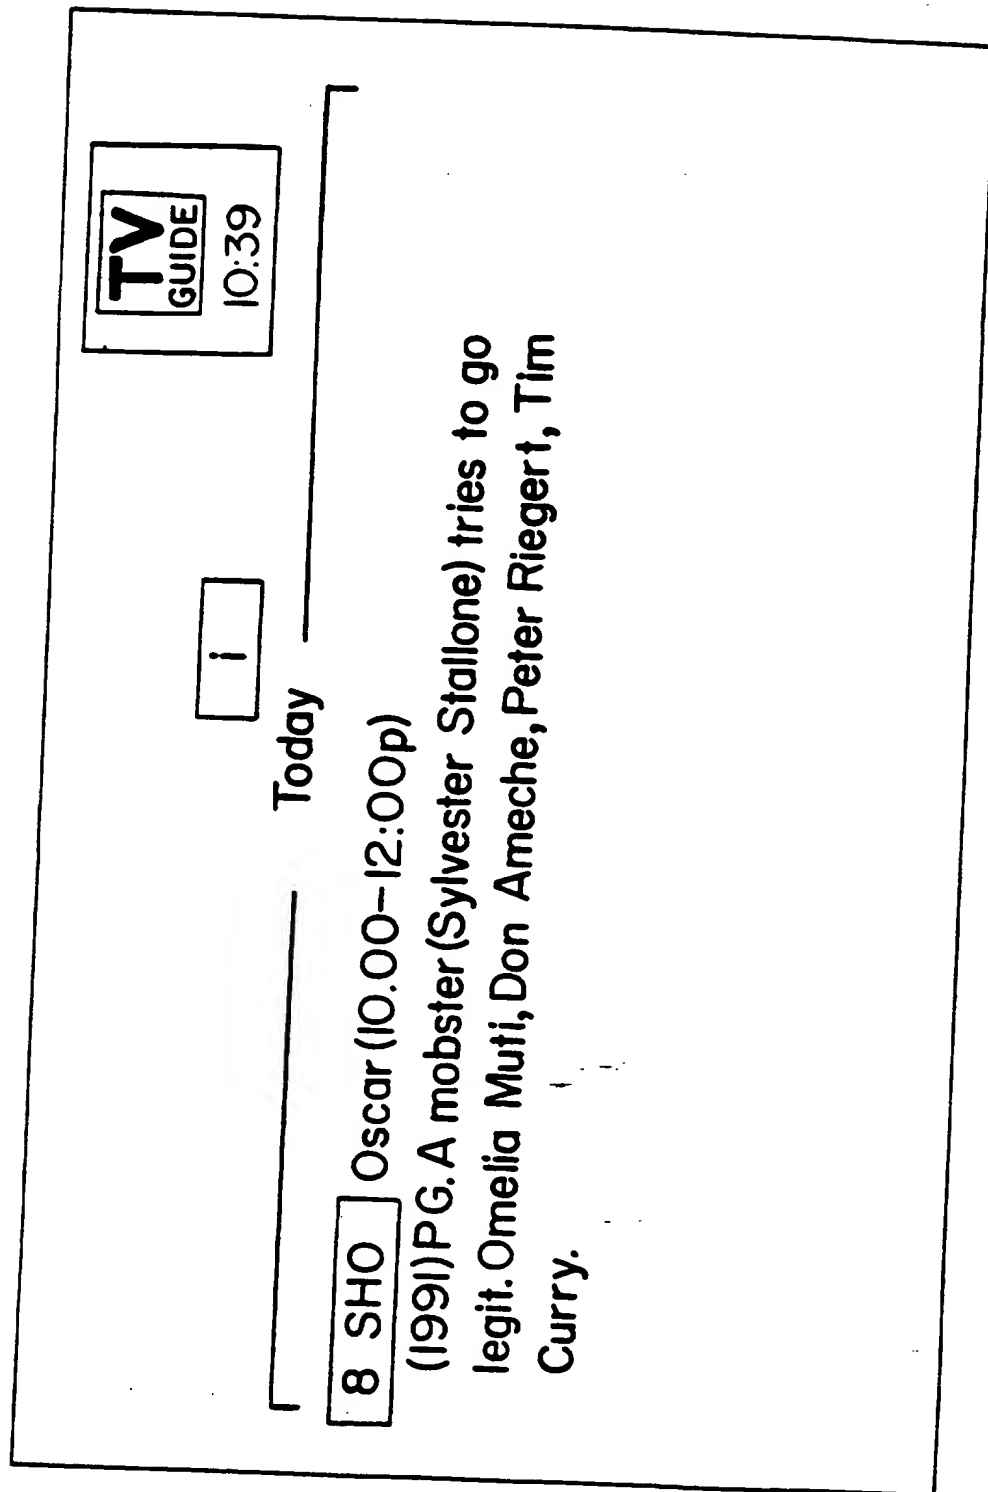 TV
GUIDE
10:39
i
Today
8 SHO Oscar (10.00-12:00p)
(1991) PG. A mobster (Sylvester Stallone) tries to go
legit. Omelia Muti, Don Ameche, Peter Riegert, Tim
Curry.